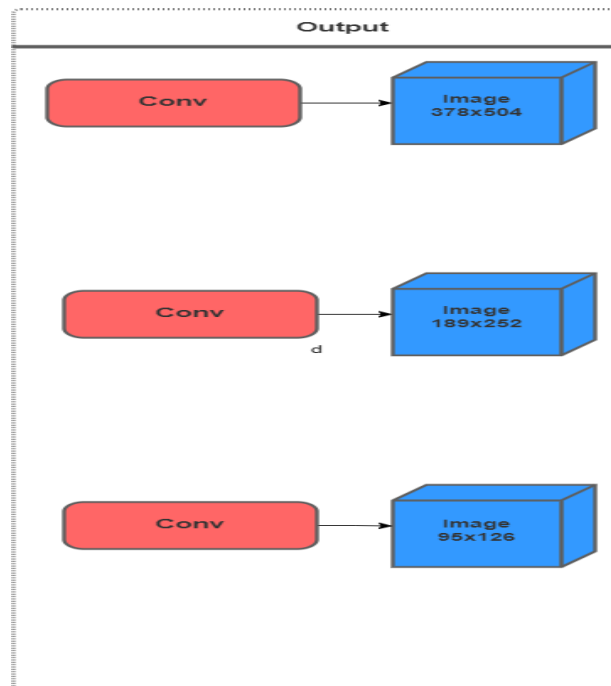 Output
Conv
Image
378x504
Conv
Image
189x252
d
Conv
Image
95x126